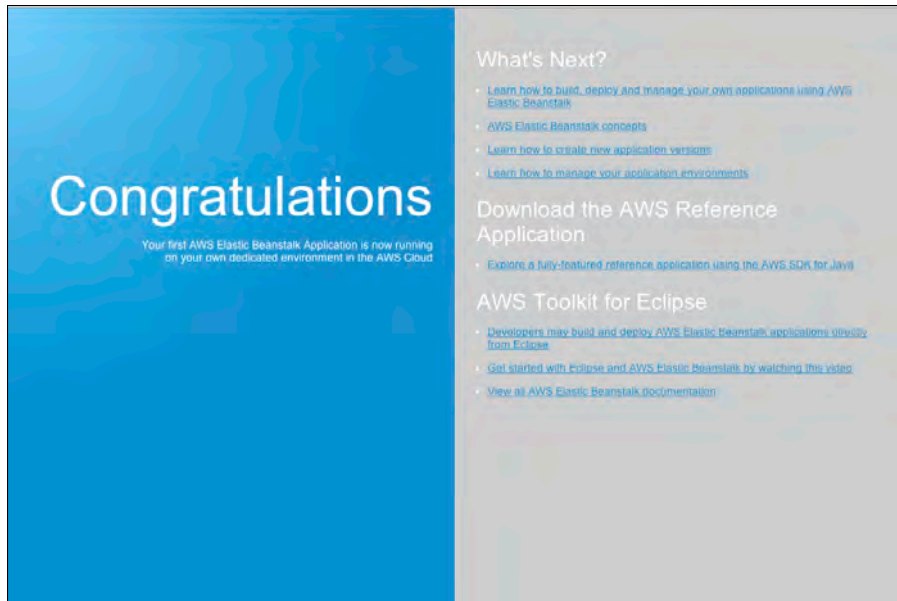 Congratulations
Your first AWS Elastic Beanstalk Application is now running
on your own dedicated environment in the AWS Cloud
What's Next?
Learn how to build, deploy and manage your own applications using AWS
Elastic Beanstalk
AWS Elastic Beanstalk concepts
Learn how to create new application versions
Learn how to manage your application environments
Download the AWS Reference
Application
Explore a fully-featured reference application using the AWS SDK for Java
AWS Toolkit for Eclipse
Developers may build and deploy AWS Elastic Beanstalk applications directly
from Eclipse
Get started with Eclipse and AWS Elastic Beanstalk by watching this video
View all AWS Elastic Beanstalk documentation